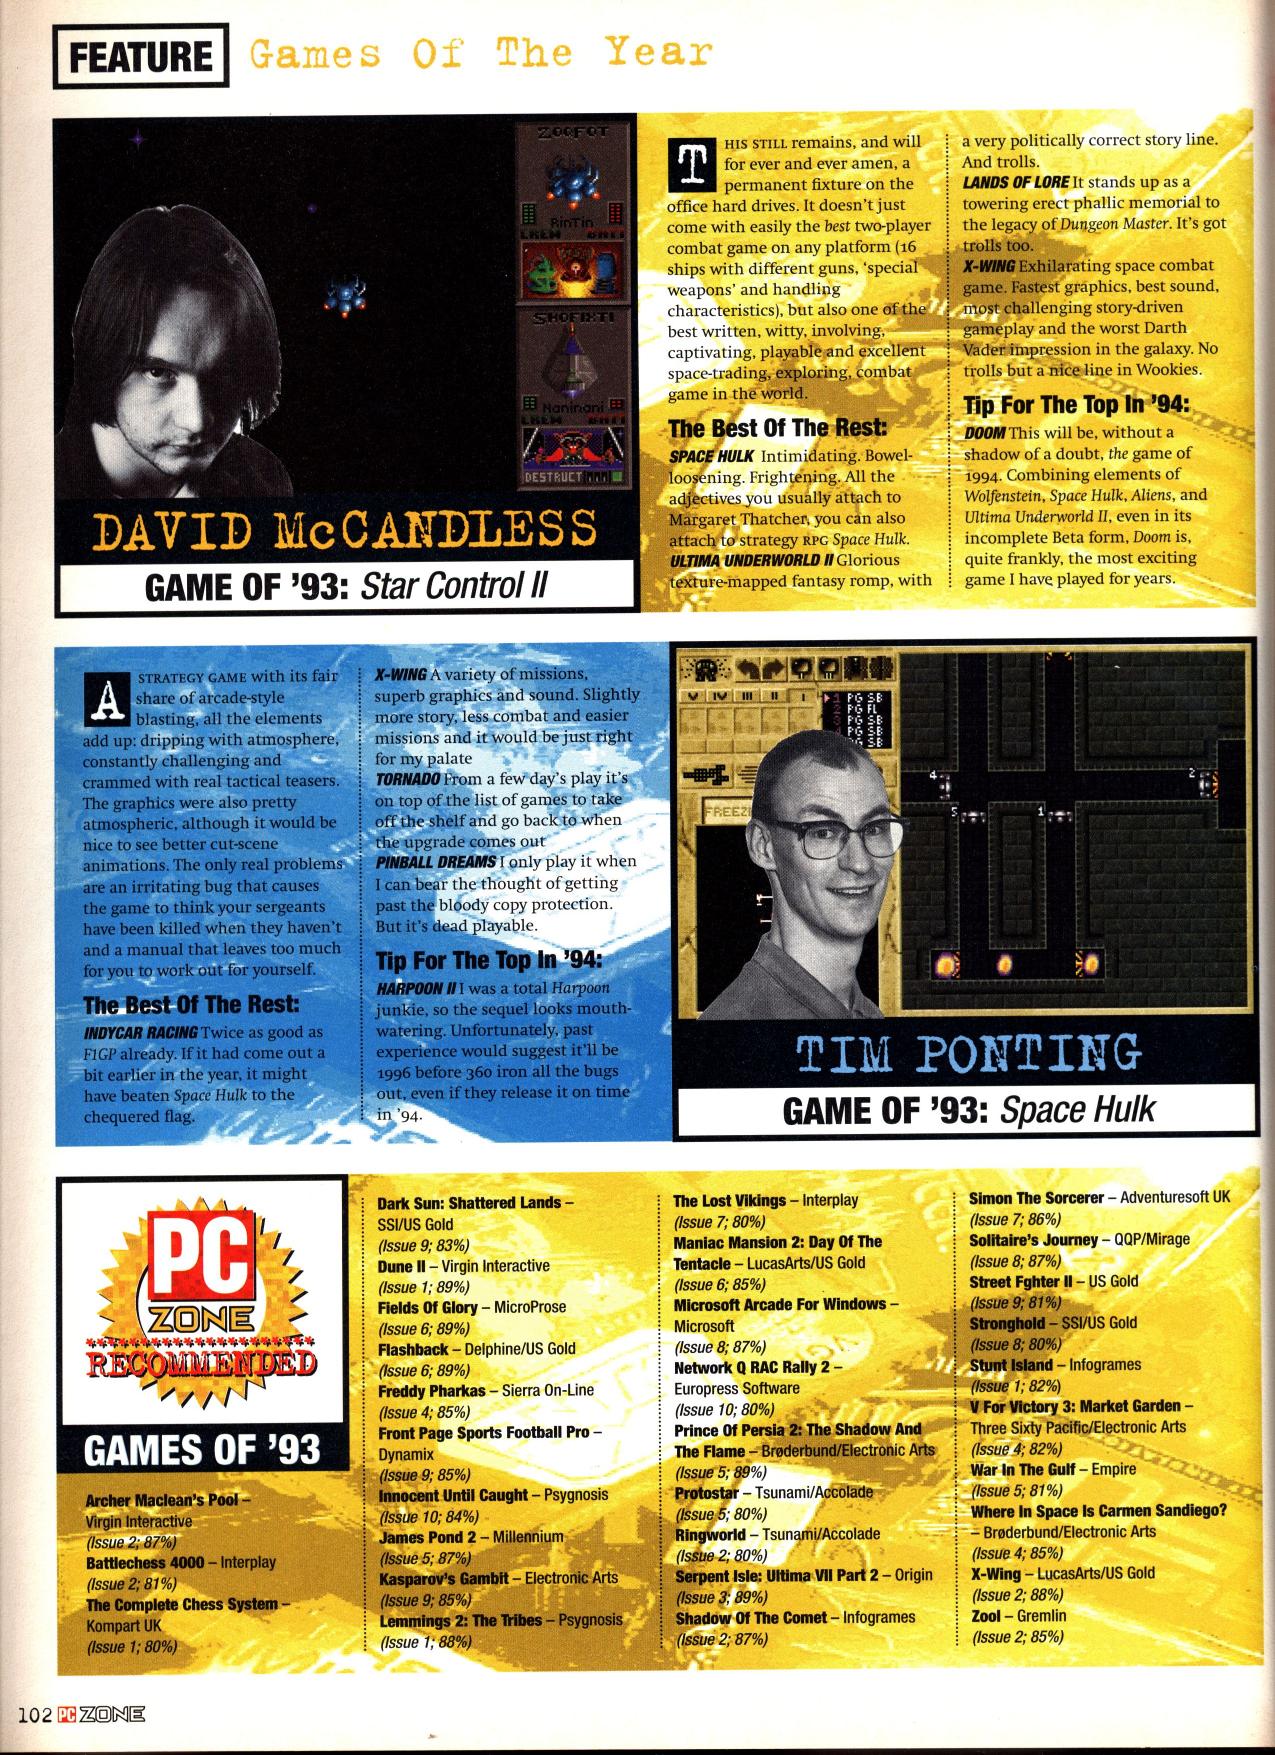 FEATURE Games Of The Year
ZOQFOT
RinTin
CREW BATT
SHOFIXTI
Naninani
CREW BATT
DESTRUCT
DAVID McCANDLESS
GAME OF '93: Star Control II
THIS STILL remains, and will
for ever and ever amen, a
permanent fixture on the
office hard drives. It doesn't just
come with easily the best two-player
combat game on any platform (16
ships with different guns, 'special
weapons' and handling
characteristics), but also one of the
best written, witty, involving,
captivating, playable and excellent
space-trading, exploring, combat
game in the world.
The Best Of The Rest:
SPACE HULK Intimidating. Bowel-
loosening. Frightening. All the
adjectives you usually attach to
Margaret Thatcher, you can also
attach to strategy RPG Space Hulk.
ULTIMA UNDERWORLD II Glorious
texture-mapped fantasy romp, with
a very politically correct story line.
And trolls.
LANDS OF LORE It stands up as a
towering erect phallic memorial to
the legacy of Dungeon Master. It's got
trolls too.
X-WING Exhilarating space combat
game. Fastest graphics, best sound,
most challenging story-driven
gameplay and the worst Darth
Vader impression in the galaxy. No
trolls but a nice line in Wookies.
Tip For The Top In '94:
DOOM This will be, without a
shadow of a doubt, the game of
1994. Combining elements of
Wolfenstein, Space Hulk, Aliens, and
Ultima Underworld II, even in its
incomplete Beta form, Doom is,
quite frankly, the most exciting
game I have played for years.
A STRATEGY GAME with its fair
share of arcade-style
blasting, all the elements
add up: dripping with atmosphere,
constantly challenging and
crammed with real tactical teasers.
The graphics were also pretty
atmospheric, although it would be
nice to see better cut-scene
animations. The only real problems
are an irritating bug that causes
the game to think your sergeants
have been killed when they haven't
and a manual that leaves too much
for you to work out for yourself.
The Best Of The Rest:
INDYCAR RACING Twice as good as
F1GP already. If it had come out a
bit earlier in the year, it might
have beaten Space Hulk to the
chequered flag.
X-WING A variety of missions,
superb graphics and sound. Slightly
more story, less combat and easier
missions and it would be just right
for my palate
TORNADO From a few day's play it's
on top of the list of games to take
off the shelf and go back to when
the upgrade comes out
PINBALL DREAMS I only play it when
I can bear the thought of getting
past the bloody copy protection.
But it's dead playable.
Tip For The Top In '94:
HARPOON II I was a total Harpoon
junkie, so the sequel looks mouth-
watering. Unfortunately, past
experience would suggest it'll be
1996 before 360 iron all the bugs
out, even if they release it on time
in '94.
V IV III II I
PG SB
PG FL
PG SB
PG SB
PG SB
FREEZ
4
2
5
1
TIM PONTING
GAME OF '93: Space Hulk
PC
ZONE
RECOMMENDED
GAMES OF '93
Archer Maclean's Pool –
Virgin Interactive
(Issue 2; 87%)
Battlechess 4000 – Interplay
(Issue 2; 81%)
The Complete Chess System –
Kompart UK
(Issue 1; 80%)
Dark Sun: Shattered Lands –
SSI/US Gold
(Issue 9; 83%)
Dune II – Virgin Interactive
(Issue 1; 89%)
Fields Of Glory – MicroProse
(Issue 6; 89%)
Flashback – Delphine/US Gold
(Issue 6; 89%)
Freddy Pharkas – Sierra On-Line
(Issue 4; 85%)
Front Page Sports Football Pro –
Dynamix
(Issue 9; 85%)
Innocent Until Caught – Psygnosis
(Issue 10; 84%)
James Pond 2 – Millennium
(Issue 5; 87%)
Kasparov's Gambit – Electronic Arts
(Issue 9; 85%)
Lemmings 2: The Tribes – Psygnosis
(Issue 1; 88%)
The Lost Vikings – Interplay
(Issue 7; 80%)
Maniac Mansion 2: Day Of The
Tentacle – LucasArts/US Gold
(Issue 6; 85%)
Microsoft Arcade For Windows –
Microsoft
(Issue 8; 87%)
Network Q RAC Rally 2 –
Europress Software
(Issue 10; 80%)
Prince Of Persia 2: The Shadow And
The Flame – Brøderbund/Electronic Arts
(Issue 5; 89%)
Protostar – Tsunami/Accolade
(Issue 5; 80%)
Ringworld – Tsunami/Accolade
(Issue 2; 80%)
Serpent Isle: Ultima VII Part 2 – Origin
(Issue 3; 89%)
Shadow Of The Comet – Infogrames
(Issue 2; 87%)
Simon The Sorcerer – Adventuresoft UK
(Issue 7; 86%)
Solitaire's Journey – QQP/Mirage
(Issue 8; 87%)
Street Fghter II – US Gold
(Issue 9; 81%)
Stronghold – SSI/US Gold
(Issue 8; 80%)
Stunt Island – Infogrames
(Issue 1; 82%)
V For Victory 3: Market Garden –
Three Sixty Pacific/Electronic Arts
(Issue 4; 82%)
War In The Gulf – Empire
(Issue 5; 81%)
Where In Space Is Carmen Sandiego?
– Brøderbund/Electronic Arts
(Issue 4; 85%)
X-Wing – LucasArts/US Gold
(Issue 2; 88%)
Zool – Gremlin
(Issue 2; 85%)
102 PC ZONE